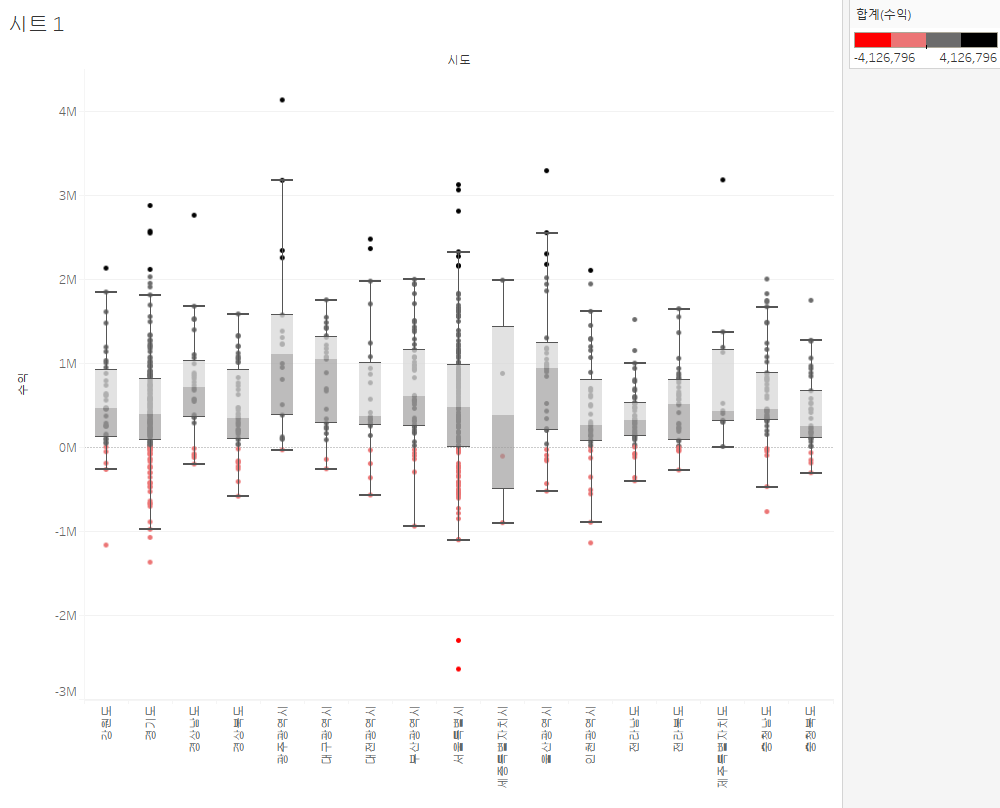 시트 1
합계(수익)
-4,126,796 4,126,796
시도
수익
4M
3M
2M
1M
0M
-1M
-2M
-3M
강원도
경기도
경상남도
경상북도
광주광역시
대구광역시
대전광역시
부산광역시
서울특별시
세종특별자치시
울산광역시
인천광역시
전라남도
전라북도
제주특별자치도
충청남도
충청북도